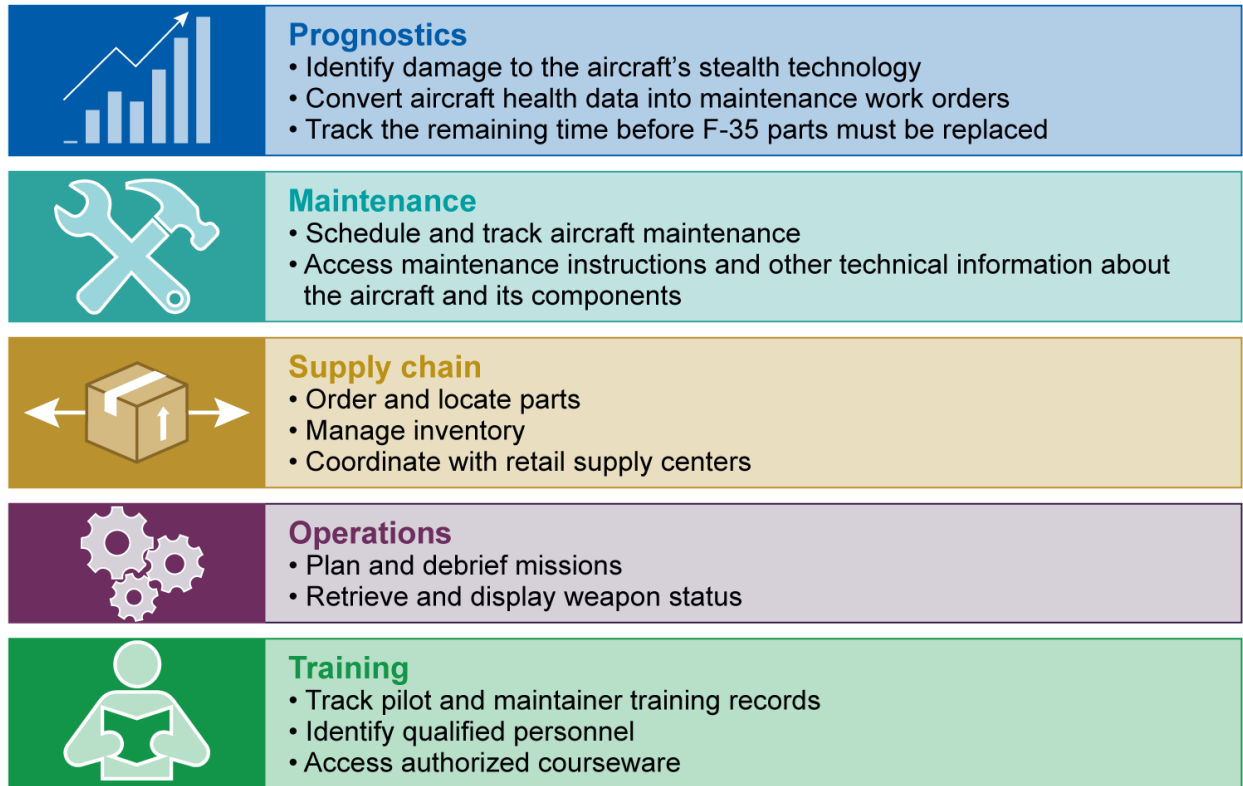 Prognostics
• Identify damage to the aircraft's stealth technology
• Convert aircraft health data into maintenance work orders
• Track the remaining time before F-35 parts must be replaced
Maintenance
• Schedule and track aircraft maintenance
• Access maintenance instructions and other technical information about
the aircraft and its components
Supply chain
• Order and locate parts
• Manage inventory
• Coordinate with retail supply centers
Operations
• Plan and debrief missions
• Retrieve and display weapon status
Training
• Track pilot and maintainer training records
• Identify qualified personnel
• Access authorized courseware